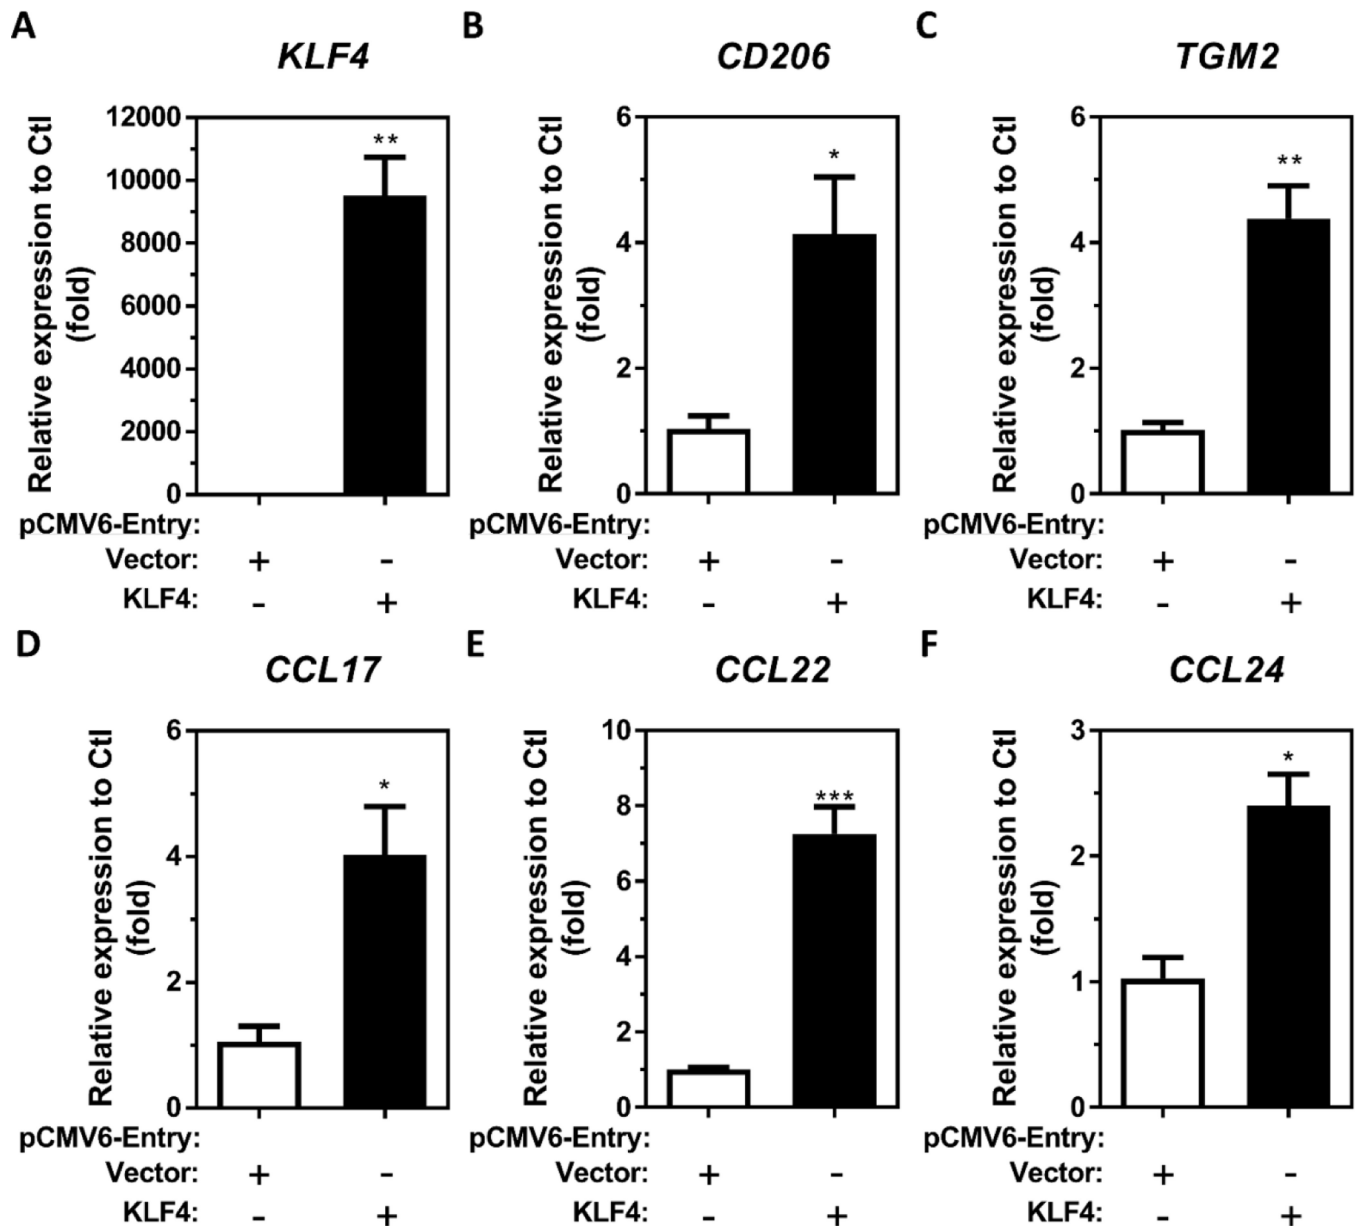 A
KLF4
Relative expression to Ctl
(fold)
12000
10000
8000
6000
4000
2000
0
**
pCMV6-Entry:
Vector: + -
KLF4: - +
B
CD206
Relative expression to Ctl
(fold)
6
4
2
0
*
pCMV6-Entry:
Vector: + -
KLF4: - +
C
TGM2
Relative expression to Ctl
(fold)
6
4
2
0
**
pCMV6-Entry:
Vector: + -
KLF4: - +
D
CCL17
Relative expression to Ctl
(fold)
6
4
2
0
*
pCMV6-Entry:
Vector: + -
KLF4: - +
E
CCL22
Relative expression to Ctl
(fold)
10
8
6
4
2
0
***
pCMV6-Entry:
Vector: + -
KLF4: - +
F
CCL24
Relative expression to Ctl
(fold)
3
2
1
0
*
pCMV6-Entry:
Vector: + -
KLF4: - +